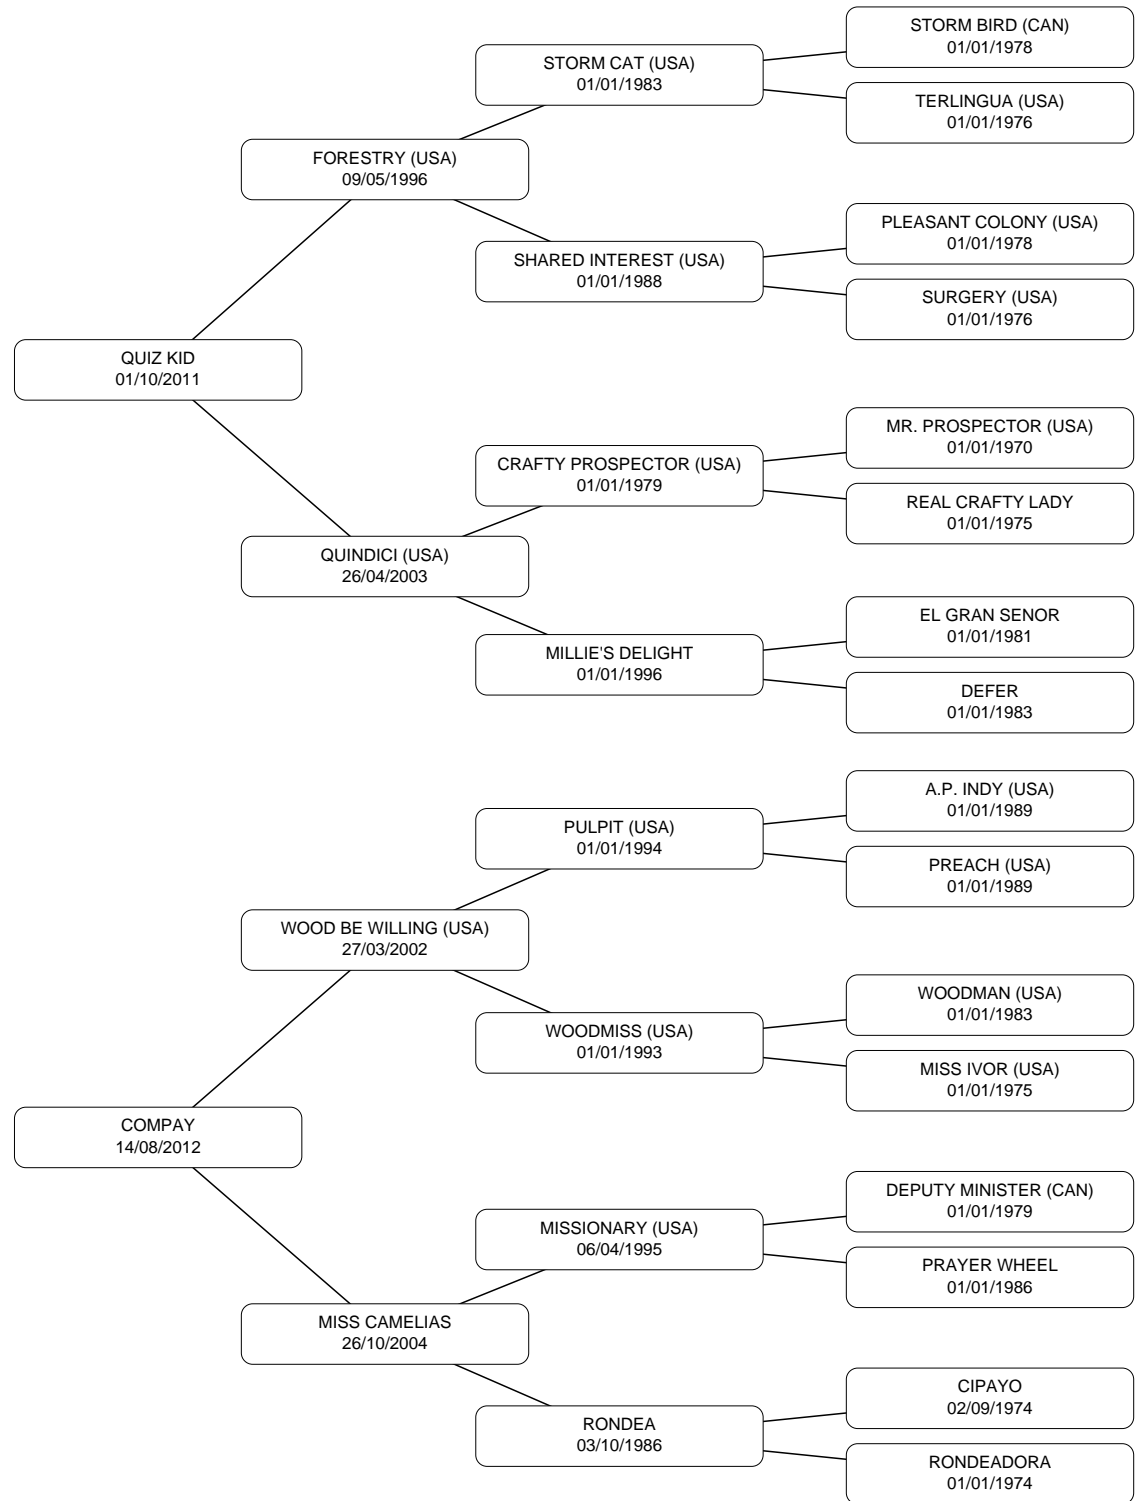 STORM BIRD (CAN)
01/01/1978
STORM CAT (USA)
01/01/1983
TERLINGUA (USA)
01/01/1976
FORESTRY (USA)
09/05/1996
PLEASANT COLONY (USA)
01/01/1978
SHARED INTEREST (USA)
01/01/1988
SURGERY (USA)
01/01/1976
QUIZ KID
01/10/2011
MR. PROSPECTOR (USA)
01/01/1970
CRAFTY PROSPECTOR (USA)
01/01/1979
REAL CRAFTY LADY
01/01/1975
QUINDICI (USA)
26/04/2003
EL GRAN SENOR
01/01/1981
MILLIE'S DELIGHT
01/01/1996
DEFER
01/01/1983
A.P. INDY (USA)
01/01/1989
PULPIT (USA)
01/01/1994
PREACH (USA)
01/01/1989
WOOD BE WILLING (USA)
27/03/2002
WOODMAN (USA)
01/01/1983
WOODMISS (USA)
01/01/1993
MISS IVOR (USA)
01/01/1975
COMPAY
14/08/2012
DEPUTY MINISTER (CAN)
01/01/1979
MISSIONARY (USA)
06/04/1995
PRAYER WHEEL
01/01/1986
MISS CAMELIAS
26/10/2004
CIPAYO
02/09/1974
RONDEA
03/10/1986
RONDEADORA
01/01/1974